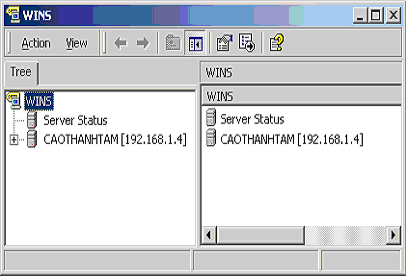 WINS
Action View
Tree
WINS
Server Status
CAOTHANHTAM [192.168.1.4]
WINS
WINS
Server Status
CAOTHANHTAM [192.168.1.4]